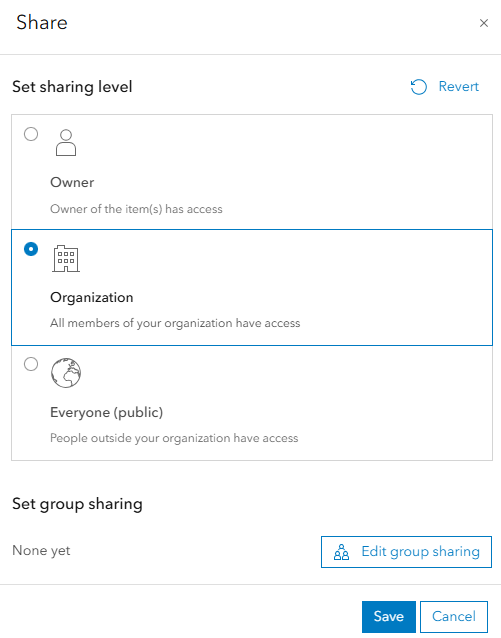 Share
×
Set sharing level
Revert
Owner
Owner of the item(s) has access
Organization
All members of your organization have access
Everyone (public)
People outside your organization have access
Set group sharing
None yet
Edit group sharing
Save
Cancel